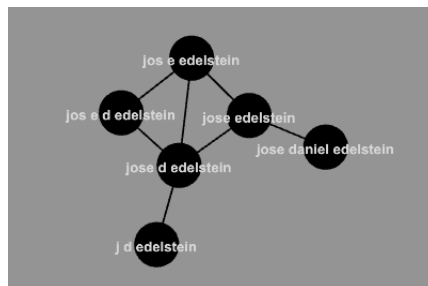 jos e edelstein
jos e d edelstein
jose edelstein
jose daniel edelstein
jose d edelstein
j d edelstein